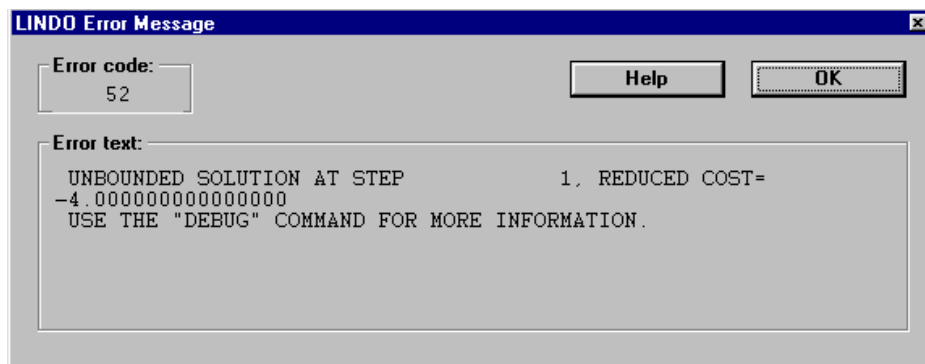 LINDO Error Message
Error code:
52
Help
OK
Error text:
UNBOUNDED SOLUTION AT STEP 1, REDUCED COST=
-4.000000000000000
USE THE "DEBUG" COMMAND FOR MORE INFORMATION.